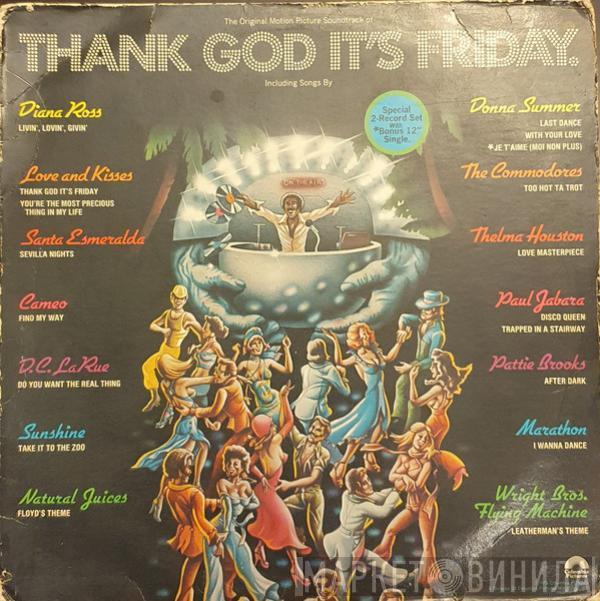 The Original Motion Picture Soundtrack of
THANK GOD IT'S FRIDAY.
Including Songs By
Diana Ross
LIVIN', LOVIN', GIVIN'
Love and Kisses
THANK GOD IT'S FRIDAY
YOU'RE THE MOST PRECIOUS
THING IN MY LIFE
Santa Esmeralda
SEVILLA NIGHTS
Cameo
FIND MY WAY
D.C. LaRue
DO YOU WANT THE REAL THING
Sunshine
TAKE IT TO THE ZOO
Natural Juices
FLOYD'S THEME
Special
2-Record Set
with
*Bonus 12"
Single.
ON THE AIR
Donna Summer
LAST DANCE
WITH YOUR LOVE
*JE T'AIME (MOI NON PLUS)
The Commodores
TOO HOT TA TROT
Thelma Houston
LOVE MASTERPIECE
Paul Jabara
DISCO QUEEN
TRAPPED IN A STAIRWAY
Pattie Brooks
AFTER DARK
Marathon
I WANNA DANCE
Wright Bros.
Flying Machine
LEATHERMAN'S THEME
Columbia
Pictures
МАРКЕТ ВИНИЛА